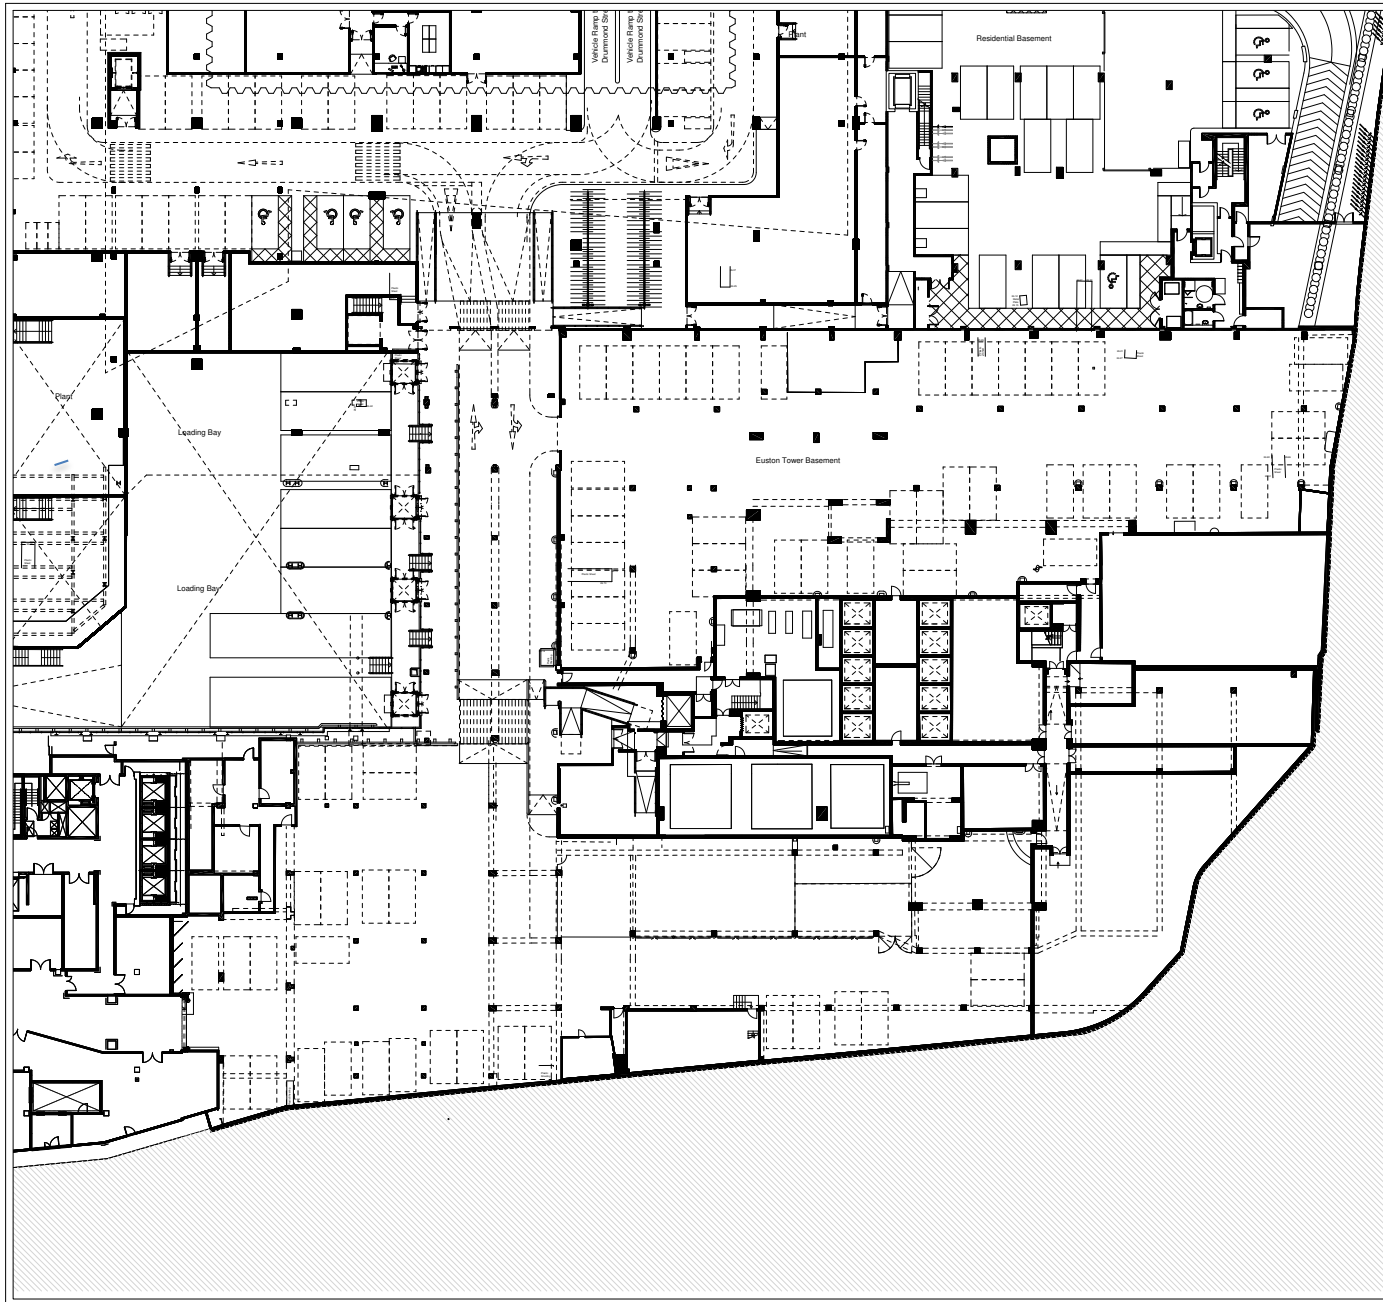 Vehicle Ramp
Drummond Stre
Vehicle Ramp
Drummond Stre
Plant
Residential Basement
Plant
Loading Bay
Euston Tower Basement
Loading Bay